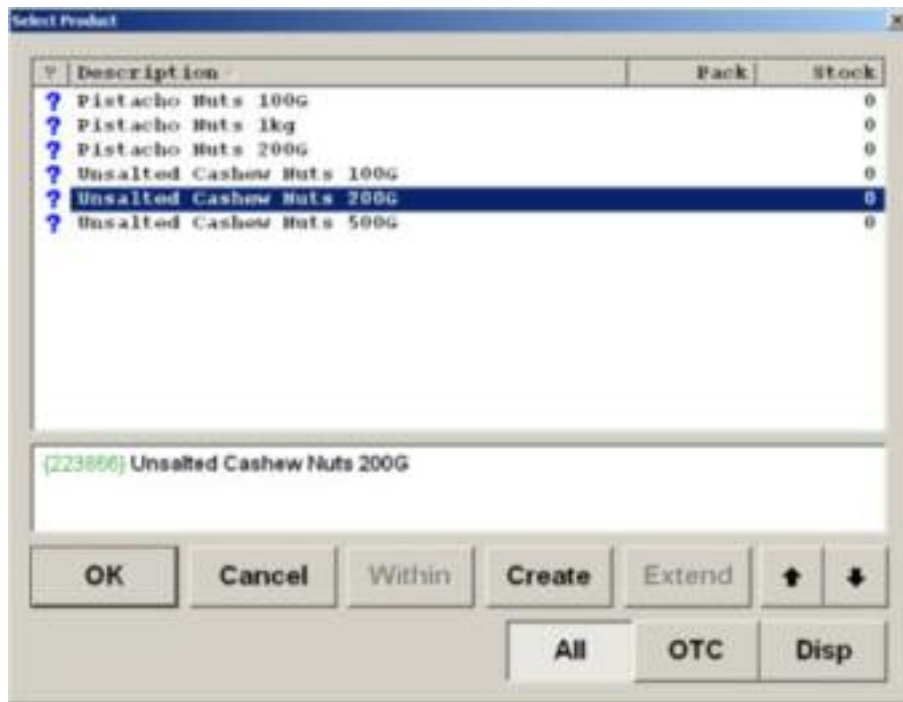 Select Product
? Description Pack Stock
? Pistacho Nuts 100G 0
? Pistacho Nuts 1kg 0
? Pistacho Nuts 200G 0
? Unsalted Cashew Nuts 100G 0
? Unsalted Cashew Nuts 200G 0
? Unsalted Cashew Nuts 500G 0
(223866) Unsalted Cashew Nuts 200G
OK Cancel Within Create Extend
All OTC Disp